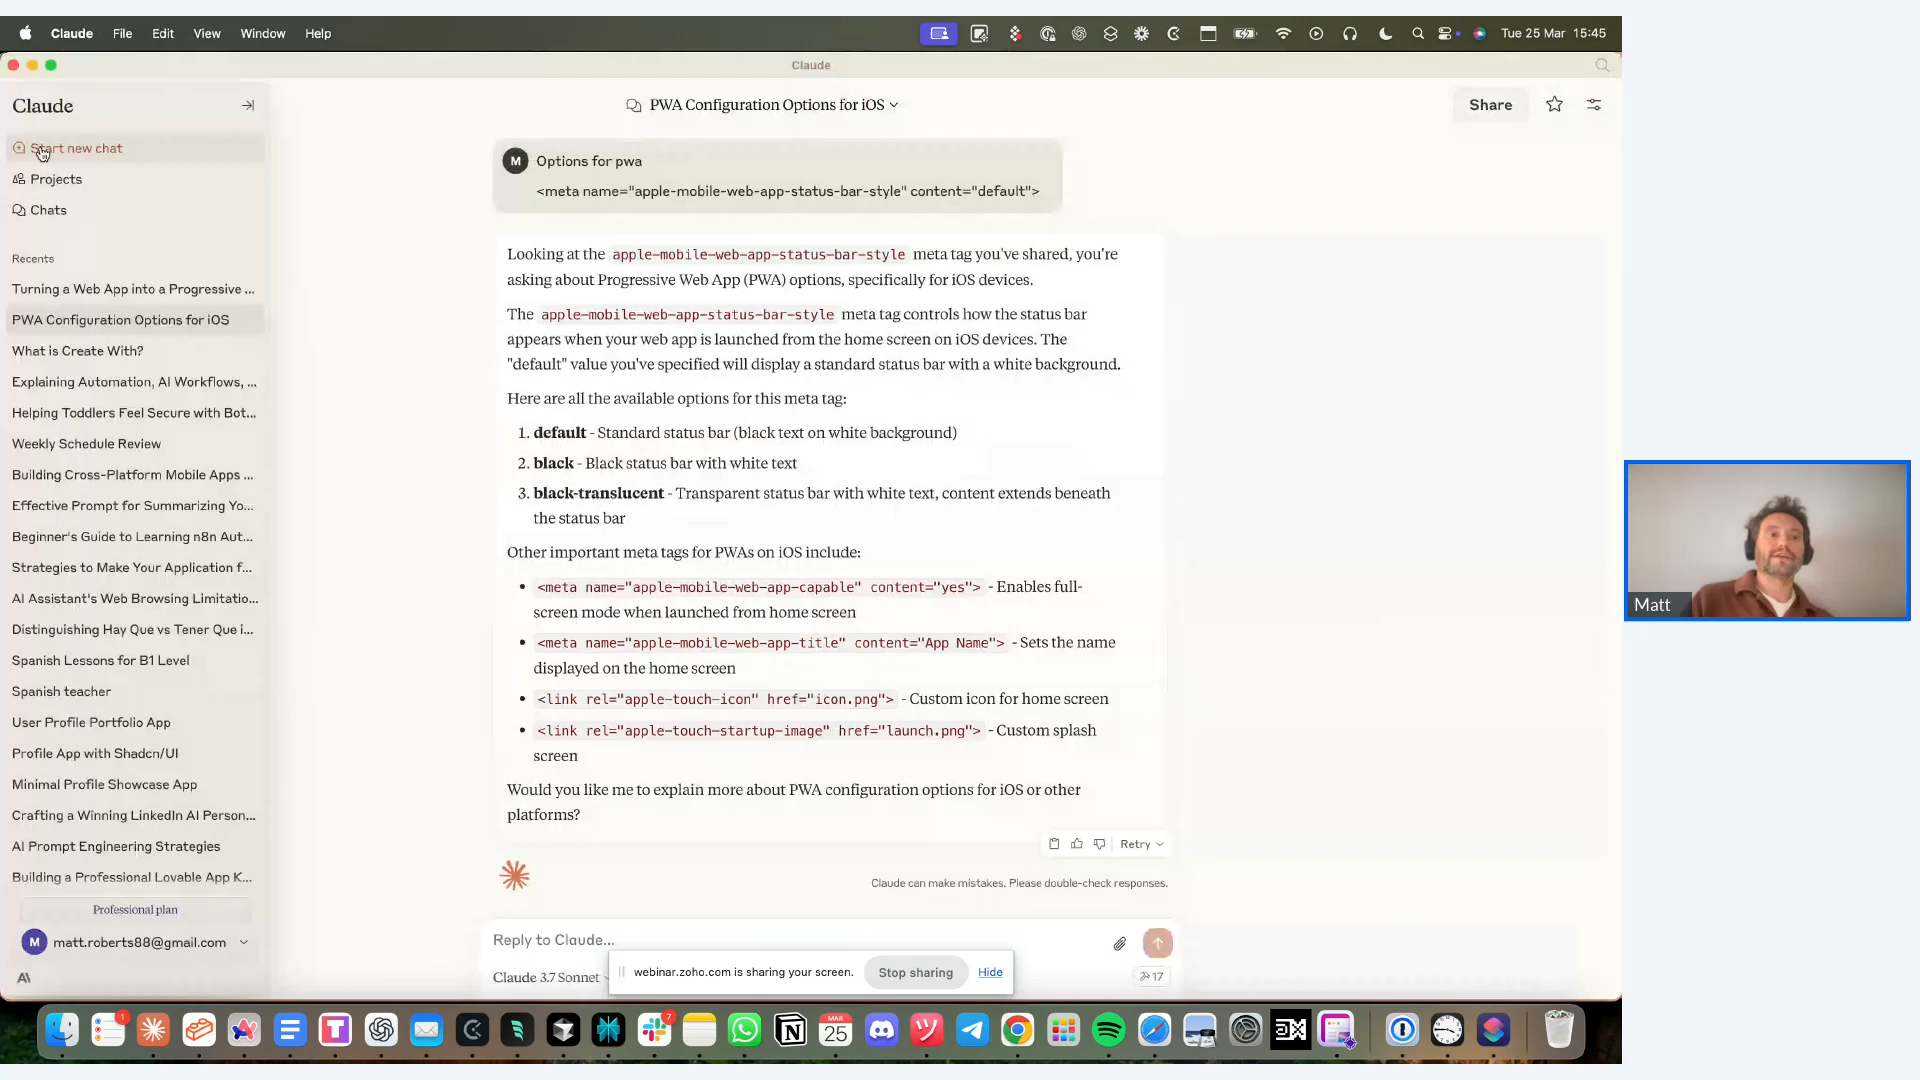 Claude File Edit View Window Help Tue 25 Mar 15:45
Claude
Claude
Start new chat
Projects
Chats
Recents
Turning a Web App into a Progressive ...
PWA Configuration Options for iOS
What is Create With?
Explaining Automation, AI Workflows, ...
Helping Toddlers Feel Secure with Bot...
Weekly Schedule Review
Building Cross-Platform Mobile Apps ...
Effective Prompt for Summarizing Yo...
Beginner's Guide to Learning n8n Aut...
Strategies to Make Your Application f...
AI Assistant's Web Browsing Limitatio...
Distinguishing Hay Que vs Tener Que i...
Spanish Lessons for B1 Level
Spanish teacher
User Profile Portfolio App
Profile App with Shadcn/UI
Minimal Profile Showcase App
Crafting a Winning LinkedIn AI Person...
AI Prompt Engineering Strategies
Building a Professional Lovable App K...
Professional plan
M matt.roberts88@gmail.com
PWA Configuration Options for iOS
Share
M Options for pwa
<meta name="apple-mobile-web-app-status-bar-style" content="default">
Looking at the apple-mobile-web-app-status-bar-style meta tag you've shared, you're
asking about Progressive Web App (PWA) options, specifically for iOS devices.
The apple-mobile-web-app-status-bar-style meta tag controls how the status bar
appears when your web app is launched from the home screen on iOS devices. The
"default" value you've specified will display a standard status bar with a white background.
Here are all the available options for this meta tag:
1. default - Standard status bar (black text on white background)
2. black - Black status bar with white text
3. black-translucent - Transparent status bar with white text, content extends beneath
the status bar
Other important meta tags for PWAs on iOS include:
• <meta name="apple-mobile-web-app-capable" content="yes"> - Enables full-
screen mode when launched from home screen
• <meta name="apple-mobile-web-app-title" content="App Name"> - Sets the name
displayed on the home screen
• <link rel="apple-touch-icon" href="icon.png"> - Custom icon for home screen
• <link rel="apple-touch-startup-image" href="launch.png"> - Custom splash
screen
Would you like me to explain more about PWA configuration options for iOS or other
platforms?
Retry
Claude can make mistakes. Please double-check responses.
Reply to Claude...
Claude 3.7 Sonnet
17
webinar.zoho.com is sharing your screen. Stop sharing Hide
Matt
1
7
MAR
25